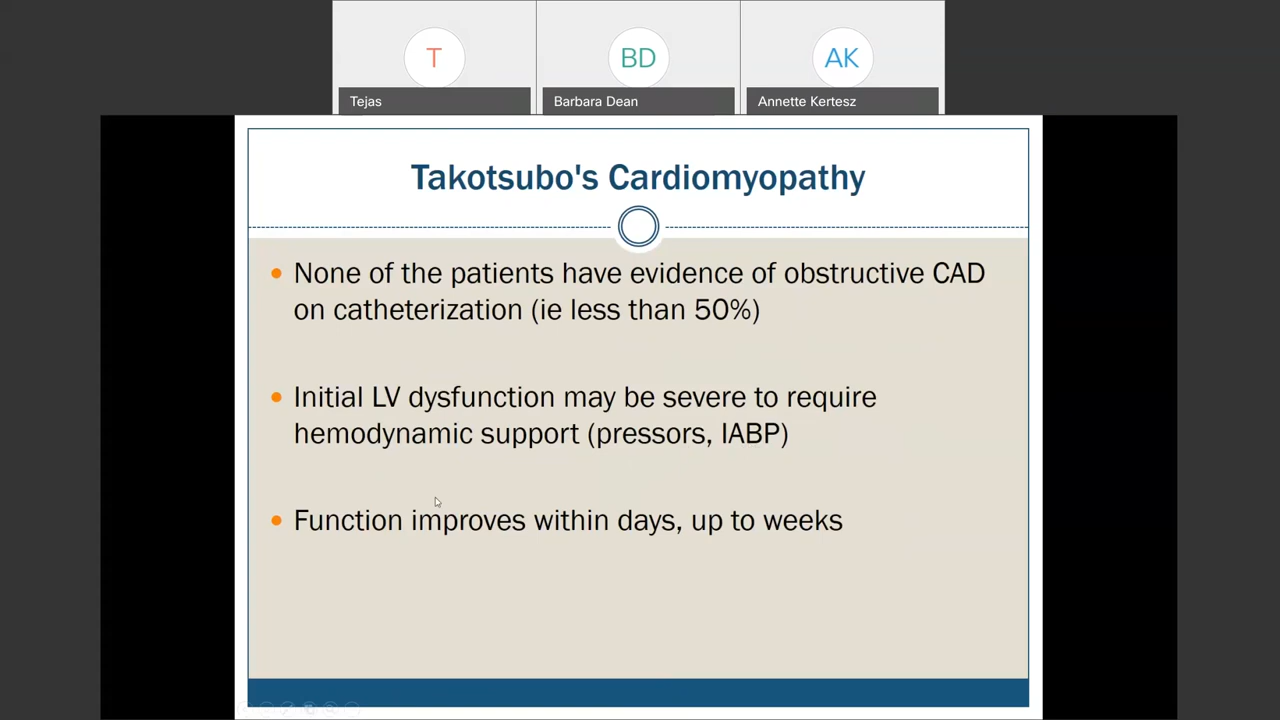 T
BD
AK
Tejas
Barbara Dean
Annette Kertesz
Takotsubo's Cardiomyopathy
None of the patients have evidence of obstructive CAD
on catheterization (ie less than 50%)
Initial LV dysfunction may be severe to require
hemodynamic support (pressors, IABP)
Function improves within days, up to weeks